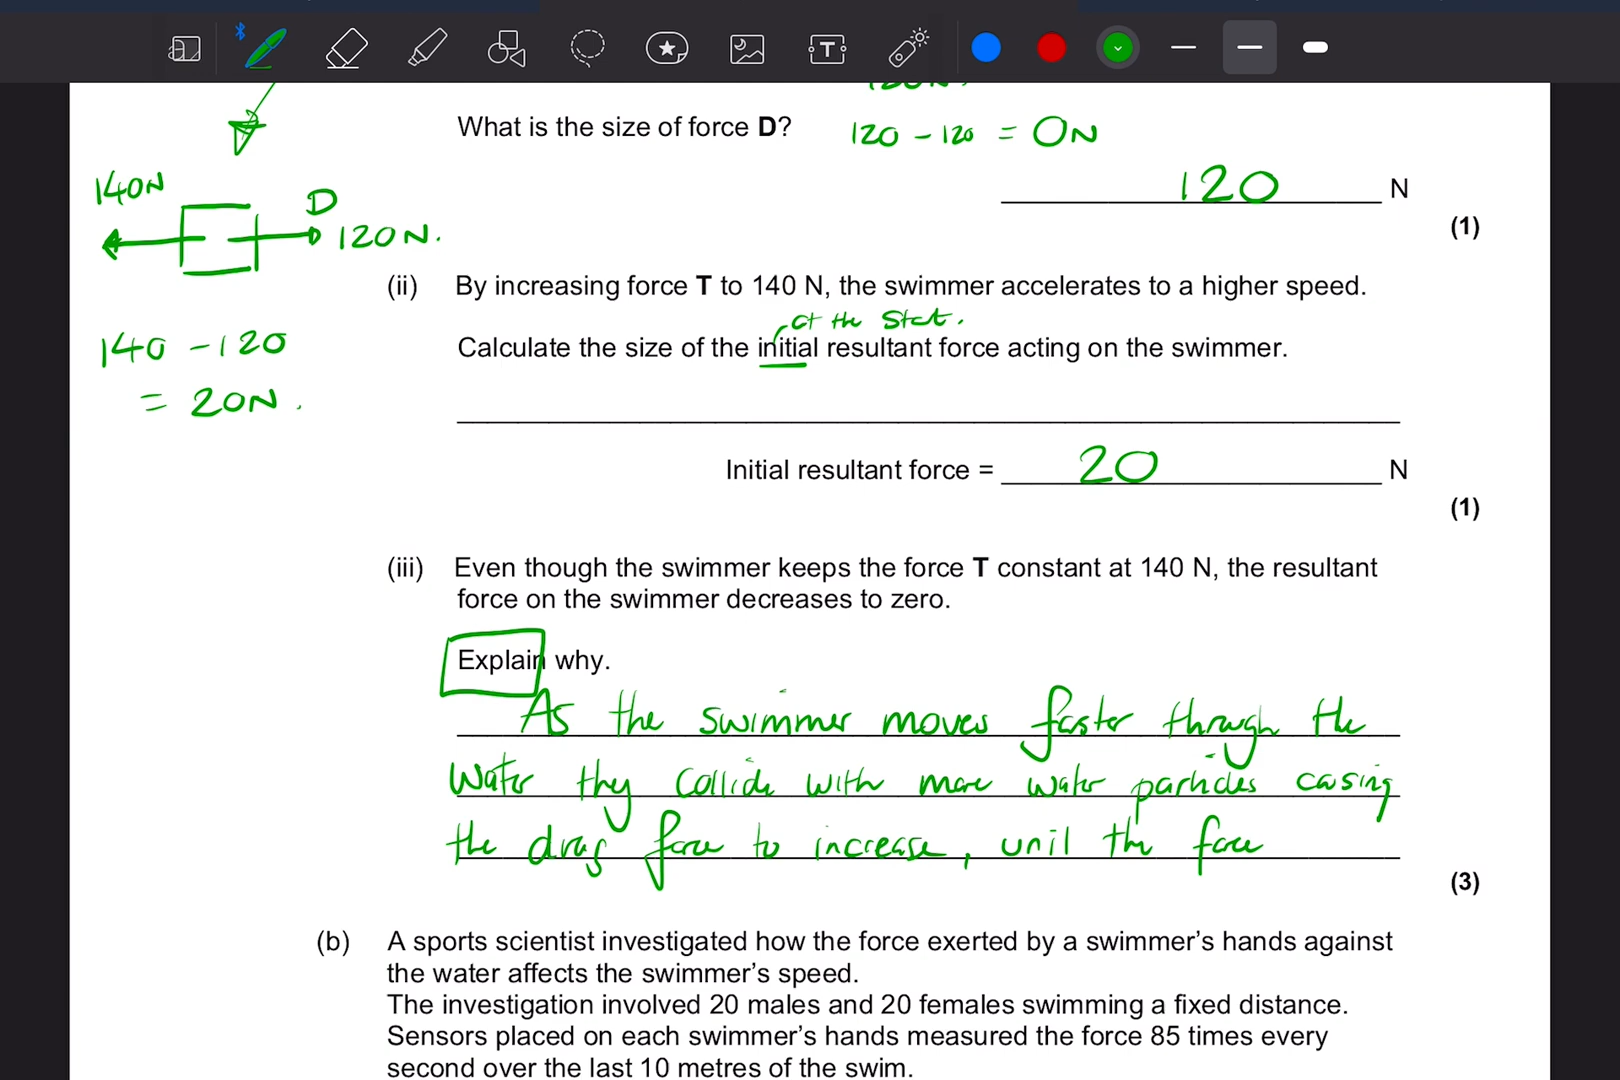 What is the size of force D? 120 - 120 = 0N
120 N
(1)
140N
D
120N.
(ii) By increasing force T to 140 N, the swimmer accelerates to a higher speed.
at the start.
Calculate the size of the initial resultant force acting on the swimmer.
140 - 120
= 20N.
Initial resultant force = 20 N
(1)
(iii) Even though the swimmer keeps the force T constant at 140 N, the resultant
force on the swimmer decreases to zero.
Explain why.
As the swimmer moves faster through the
water they collide with more water particles causing
the drag force to increase, until the force
(3)
(b) A sports scientist investigated how the force exerted by a swimmer's hands against
the water affects the swimmer's speed.
The investigation involved 20 males and 20 females swimming a fixed distance.
Sensors placed on each swimmer's hands measured the force 85 times every
second over the last 10 metres of the swim.